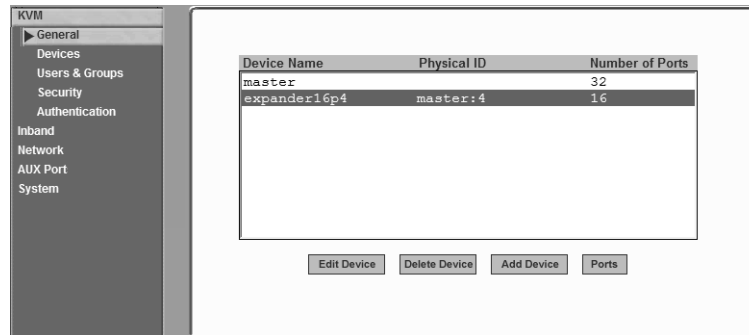 KVM
General
Devices
Users & Groups
Security
Authentication
Inband
Network
AUX Port
System
Device Name Physical ID Number of Ports
master 32
expander16p4 master:4 16
Edit Device Delete Device Add Device Ports